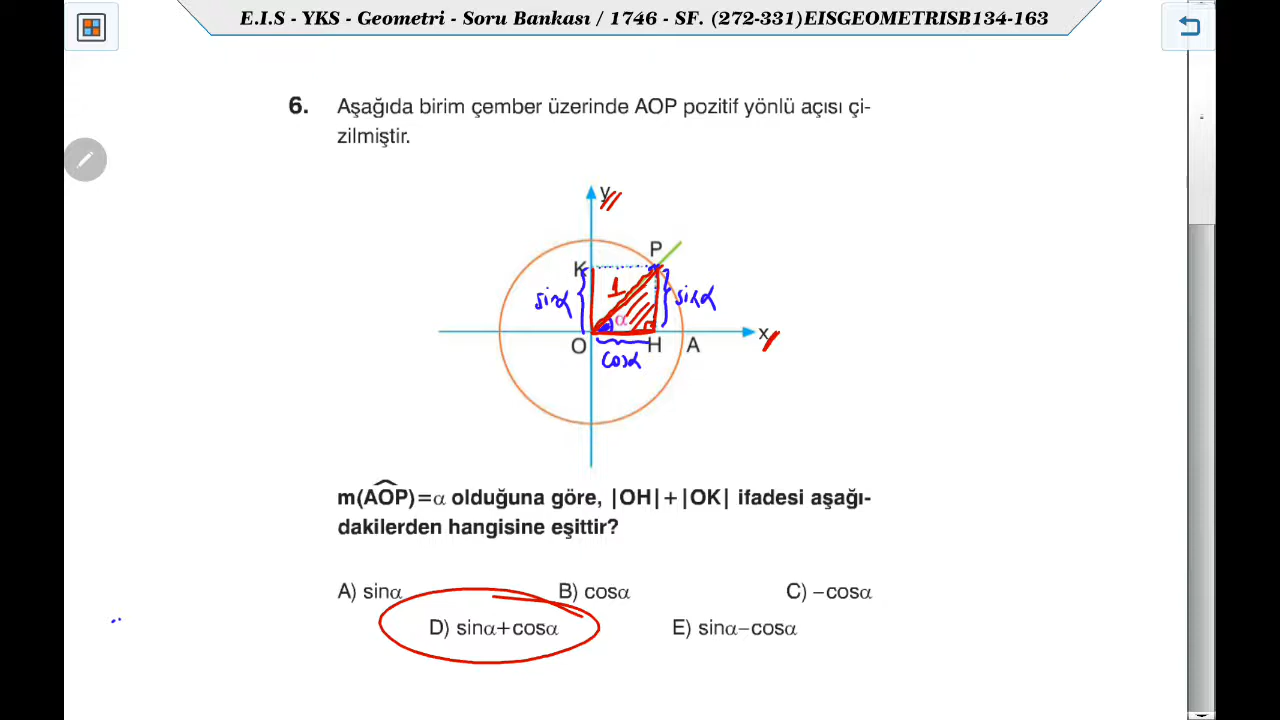 E.I.S - YKS - Geometri - Soru Bankası / 1746 - SF. (272-331)EISGEOMETRISB134-163
6. Aşağıda birim çember üzerinde AOP pozitif yönlü açısı çi-
zilmiştir.
y
P
K
1
sinα
sinα
α
x
O
H
A
cosα
m(AOP)=α olduğuna göre, |OH|+|OK| ifadesi aşağı-
dakilerden hangisine eşittir?
A) sinα B) cosα C) −cosα
D) sinα+cosα E) sinα−cosα